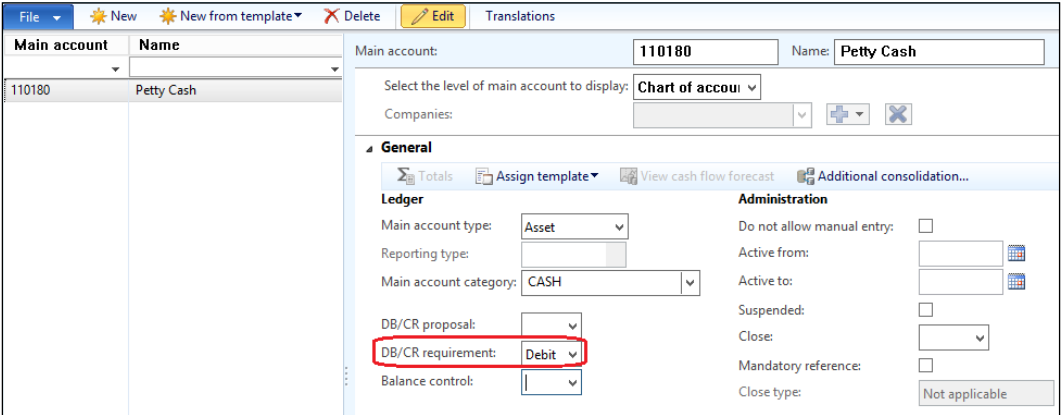 File New New from template Delete Edit Translations
Main account Name
110180 Petty Cash
Main account: 110180 Name: Petty Cash
Select the level of main account to display: Chart of accou
Companies:
General
Totals Assign template View cash flow forecast Additional consolidation...
Ledger
Main account type: Asset
Reporting type:
Main account category: CASH
DB/CR proposal:
DB/CR requirement: Debit
Balance control:
Administration
Do not allow manual entry:
Active from:
Active to:
Suspended:
Close:
Mandatory reference:
Close type: Not applicable